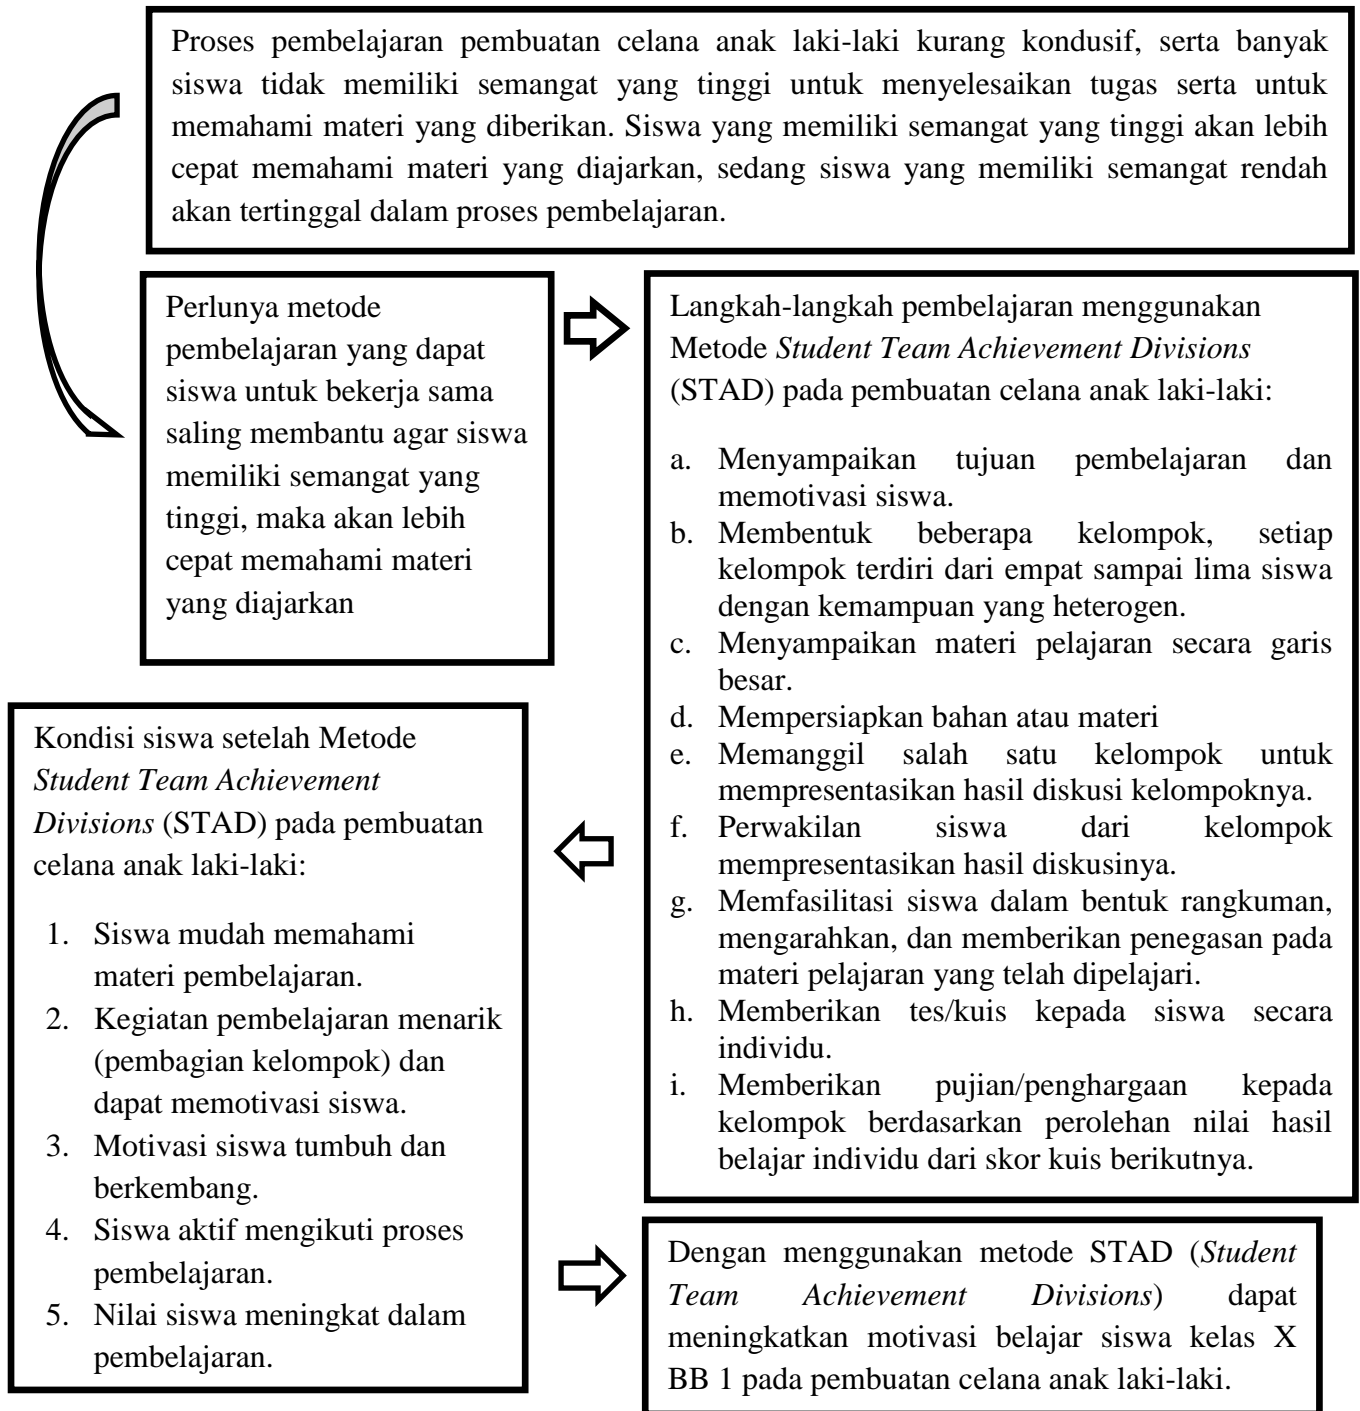 Proses pembelajaran pembuatan celana anak laki-laki kurang kondusif, serta banyak
siswa tidak memiliki semangat yang tinggi untuk menyelesaikan tugas serta untuk
memahami materi yang diberikan. Siswa yang memiliki semangat yang tinggi akan lebih
cepat memahami materi yang diajarkan, sedang siswa yang memiliki semangat rendah
akan tertinggal dalam proses pembelajaran.
Perlunya metode
pembelajaran yang dapat
siswa untuk bekerja sama
saling membantu agar siswa
memiliki semangat yang
tinggi, maka akan lebih
cepat memahami materi
yang diajarkan
Langkah-langkah pembelajaran menggunakan
Metode Student Team Achievement Divisions
(STAD) pada pembuatan celana anak laki-laki:
a. Menyampaikan tujuan pembelajaran dan
memotivasi siswa.
b. Membentuk beberapa kelompok, setiap
kelompok terdiri dari empat sampai lima siswa
dengan kemampuan yang heterogen.
c. Menyampaikan materi pelajaran secara garis
besar.
d. Mempersiapkan bahan atau materi
e. Memanggil salah satu kelompok untuk
mempresentasikan hasil diskusi kelompoknya.
f. Perwakilan siswa dari kelompok
mempresentasikan hasil diskusinya.
g. Memfasilitasi siswa dalam bentuk rangkuman,
mengarahkan, dan memberikan penegasan pada
materi pelajaran yang telah dipelajari.
h. Memberikan tes/kuis kepada siswa secara
individu.
i. Memberikan pujian/penghargaan kepada
kelompok berdasarkan perolehan nilai hasil
belajar individu dari skor kuis berikutnya.
Kondisi siswa setelah Metode
Student Team Achievement
Divisions (STAD) pada pembuatan
celana anak laki-laki:
1. Siswa mudah memahami
materi pembelajaran.
2. Kegiatan pembelajaran menarik
(pembagian kelompok) dan
dapat memotivasi siswa.
3. Motivasi siswa tumbuh dan
berkembang.
4. Siswa aktif mengikuti proses
pembelajaran.
5. Nilai siswa meningkat dalam
pembelajaran.
Dengan menggunakan metode STAD (Student
Team Achievement Divisions) dapat
meningkatkan motivasi belajar siswa kelas X
BB 1 pada pembuatan celana anak laki-laki.